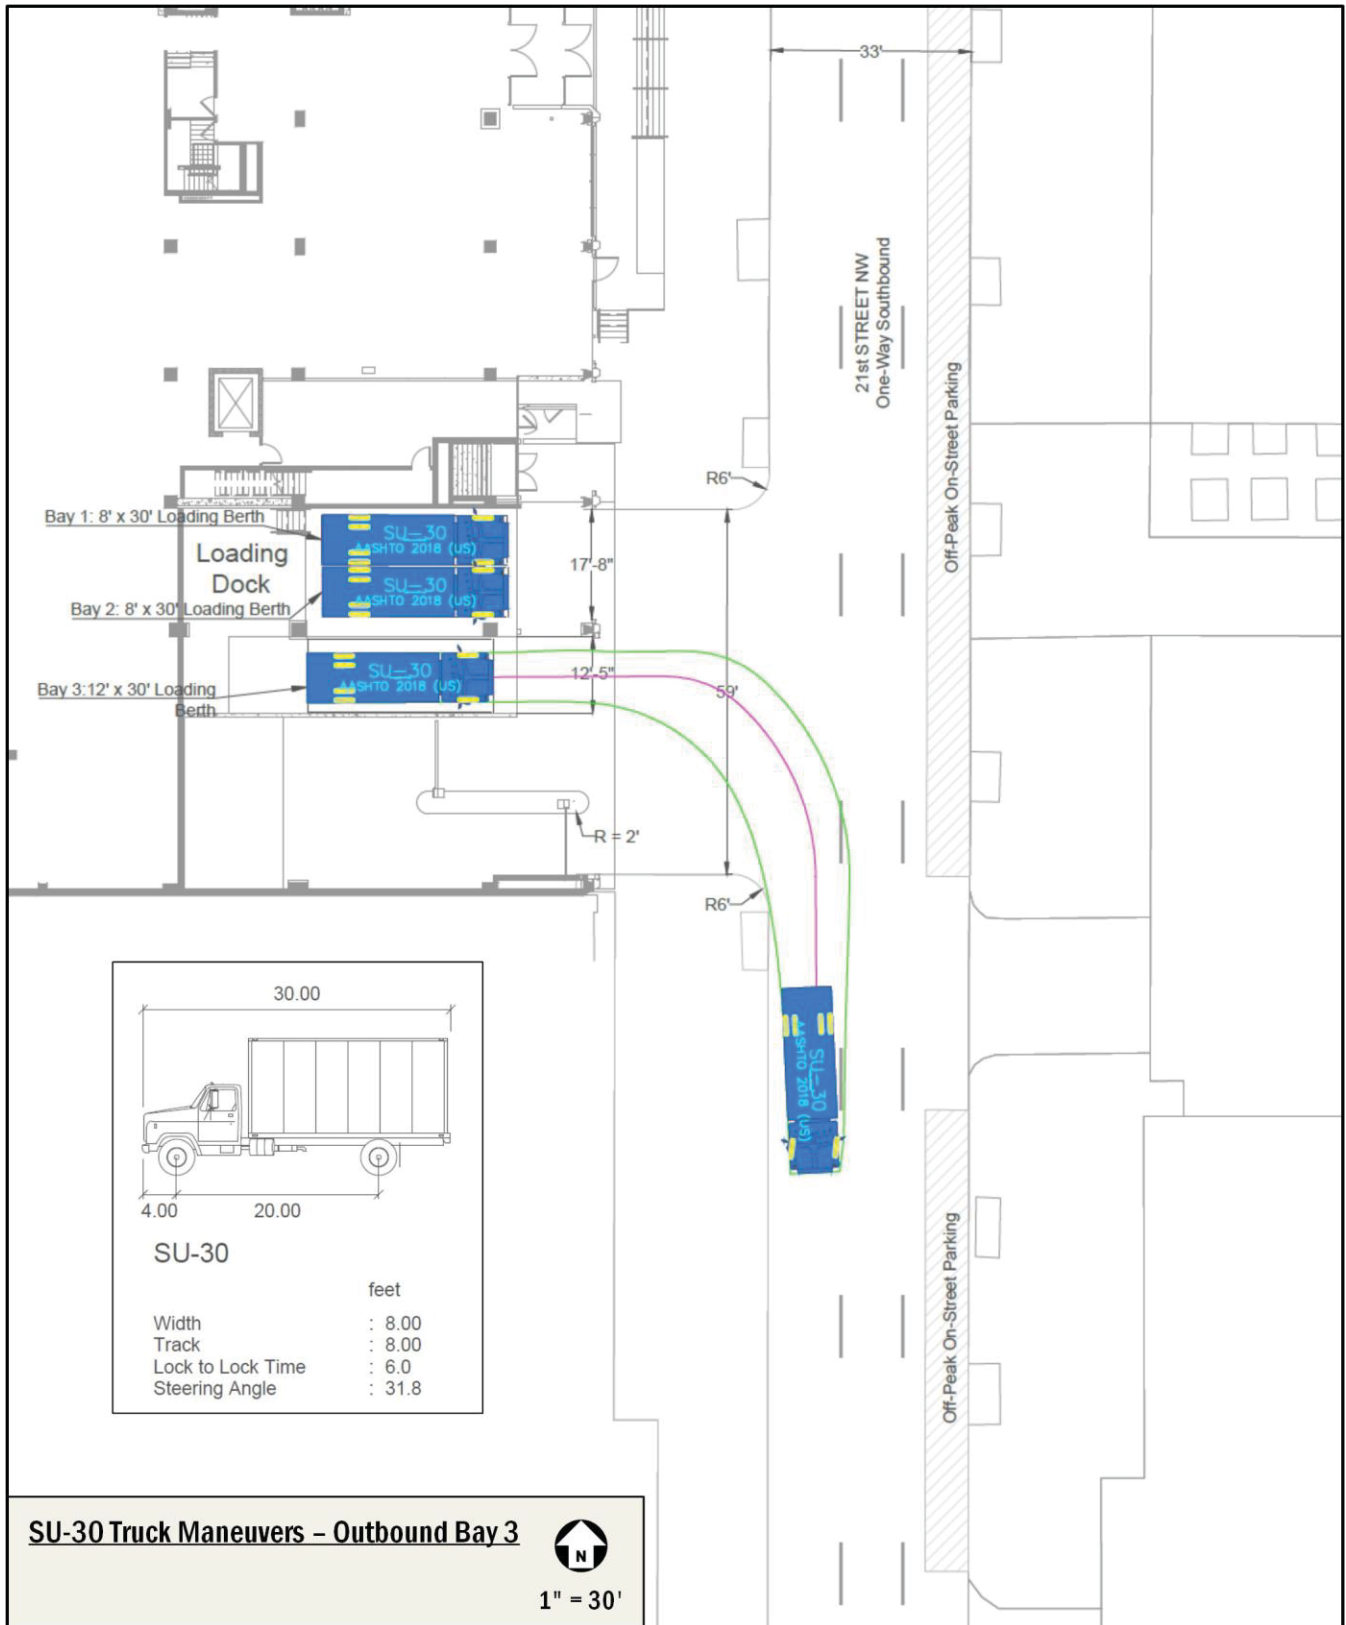 33'
21st STREET NW
One-Way Southbound
Off-Peak On-Street Parking
R6'
Bay 1: 8' x 30' Loading Berth
SU-30
AASHTO 2018 (US)
17'-8"
Loading
Dock
SU-30
AASHTO 2018 (US)
Bay 2: 8' x 30' Loading Berth
12'-5"
SU-30
AASHTO 2018 (US)
59'
Bay 3:12' x 30' Loading
Berth
R = 2'
R6'
SU-30
AASHTO 2018 (US)
30.00
4.00
20.00
SU-30
feet
Width : 8.00
Track : 8.00
Lock to Lock Time : 6.0
Steering Angle : 31.8
Off-Peak On-Street Parking
SU-30 Truck Maneuvers – Outbound Bay 3
N
1" = 30'